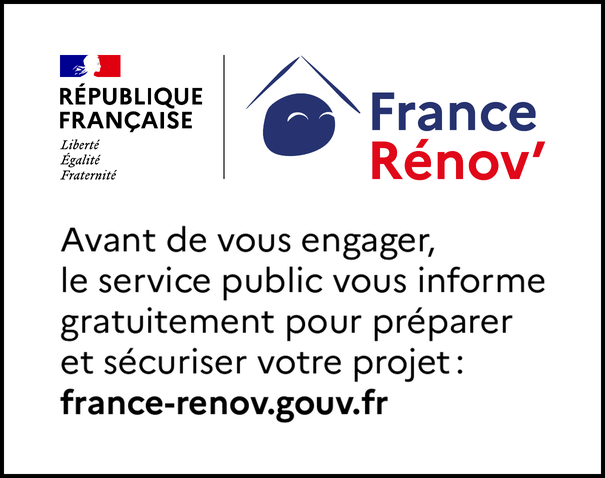 RÉPUBLIQUE
FRANÇAISE
Liberté
Égalité
Fraternité
France
Rénov’
Avant de vous engager,
le service public vous informe
gratuitement pour préparer
et sécuriser votre projet :
france-renov.gouv.fr